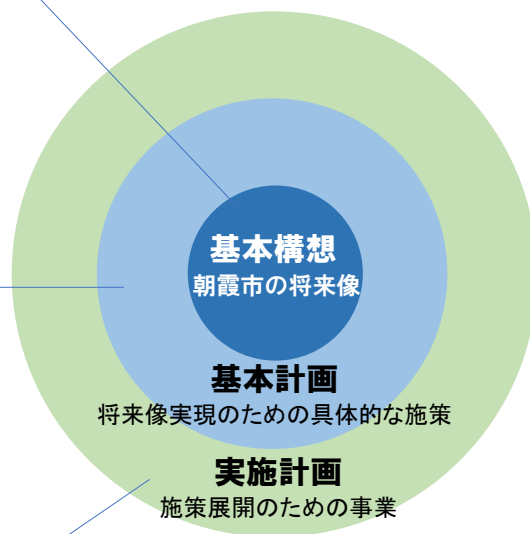 基本構想
朝霞市の将来像
基本計画
将来像実現のための具体的な施策
実施計画
施策展開のための事業